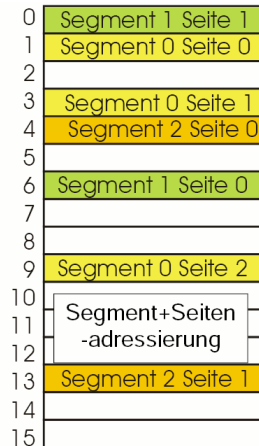 0 Segment 1 Seite 1
1 Segment 0 Seite 0
2
3 Segment 0 Seite 1
4 Segment 2 Seite 0
5
6 Segment 1 Seite 0
7
8
9 Segment 0 Seite 2
10
11 Segment+Seiten
12 -adressierung
13 Segment 2 Seite 1
14
15